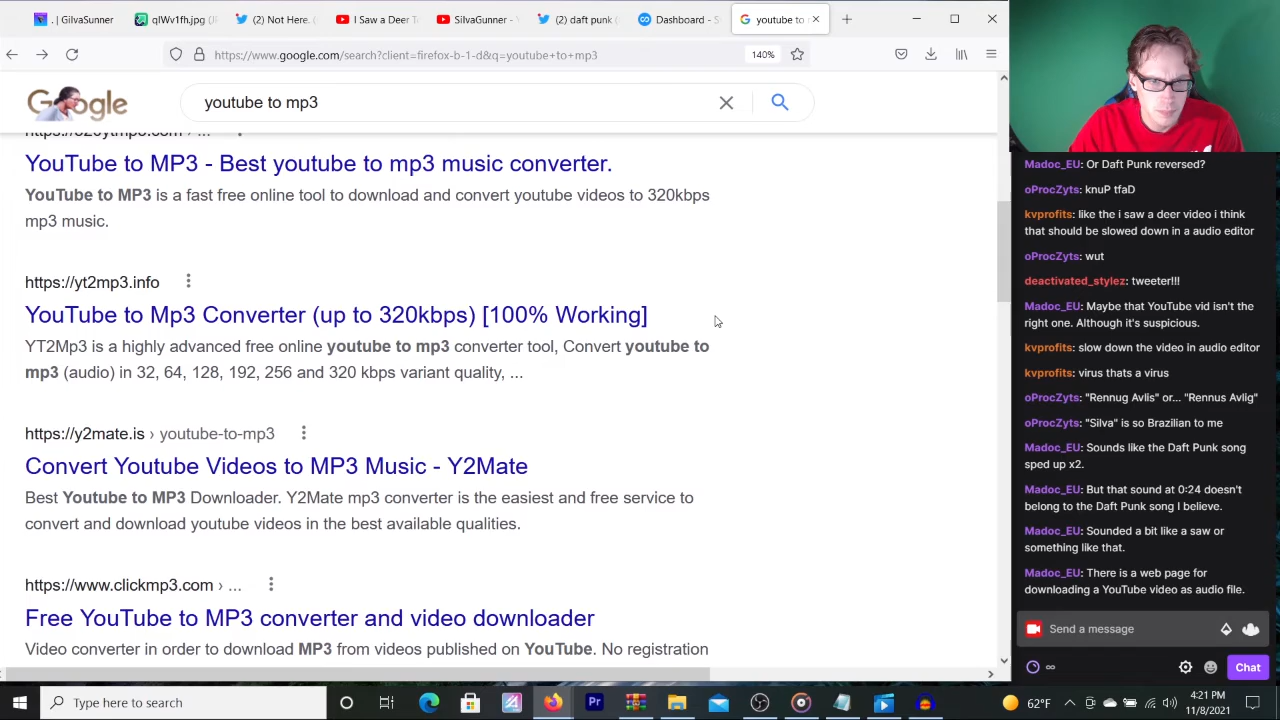 . | GilvaSunner
qIWv1fh.jpg (
(2) Not Here. (
I Saw a Deer T
SilvaGunner -
(2) daft punk (
Dashboard - S
youtube to
https://www.google.com/search?client=firefox-b-1-d&q=youtube+to+mp3
140%
Google
youtube to mp3
YouTube to MP3 - Best youtube to mp3 music converter.
YouTube to MP3 is a fast free online tool to download and convert youtube videos to 320kbps
mp3 music.
https://yt2mp3.info
YouTube to Mp3 Converter (up to 320kbps) [100% Working]
YT2Mp3 is a highly advanced free online youtube to mp3 converter tool, Convert youtube to
mp3 (audio) in 32, 64, 128, 192, 256 and 320 kbps variant quality, ...
https://y2mate.is › youtube-to-mp3
Convert Youtube Videos to MP3 Music - Y2Mate
Best Youtube to MP3 Downloader. Y2Mate mp3 converter is the easiest and free service to
convert and download youtube videos in the best available qualities.
https://www.clickmp3.com › ...
Free YouTube to MP3 converter and video downloader
Video converter in order to download MP3 from videos published on YouTube. No registration
Madoc_EU: Or Daft Punk reversed?
oProcZyts: knuP tfaD
kvprofits: like the i saw a deer video i think
that should be slowed down in a audio editor
oProcZyts: wut
deactivated_stylez: tweeter!!!
Madoc_EU: Maybe that YouTube vid isn't the
right one. Although it's suspicious.
kvprofits: slow down the video in audio editor
kvprofits: virus thats a virus
oProcZyts: "Rennug Avlis" or... "Rennus Avlig"
oProcZyts: "Silva" is so Brazilian to me
Madoc_EU: Sounds like the Daft Punk song
sped up x2.
Madoc_EU: But that sound at 0:24 doesn't
belong to the Daft Punk song I believe.
Madoc_EU: Sounded a bit like a saw or
something like that.
Madoc_EU: There is a web page for
downloading a YouTube video as audio file.
Send a message
∞
Chat
Type here to search
Pr
62°F
4:21 PM
11/8/2021